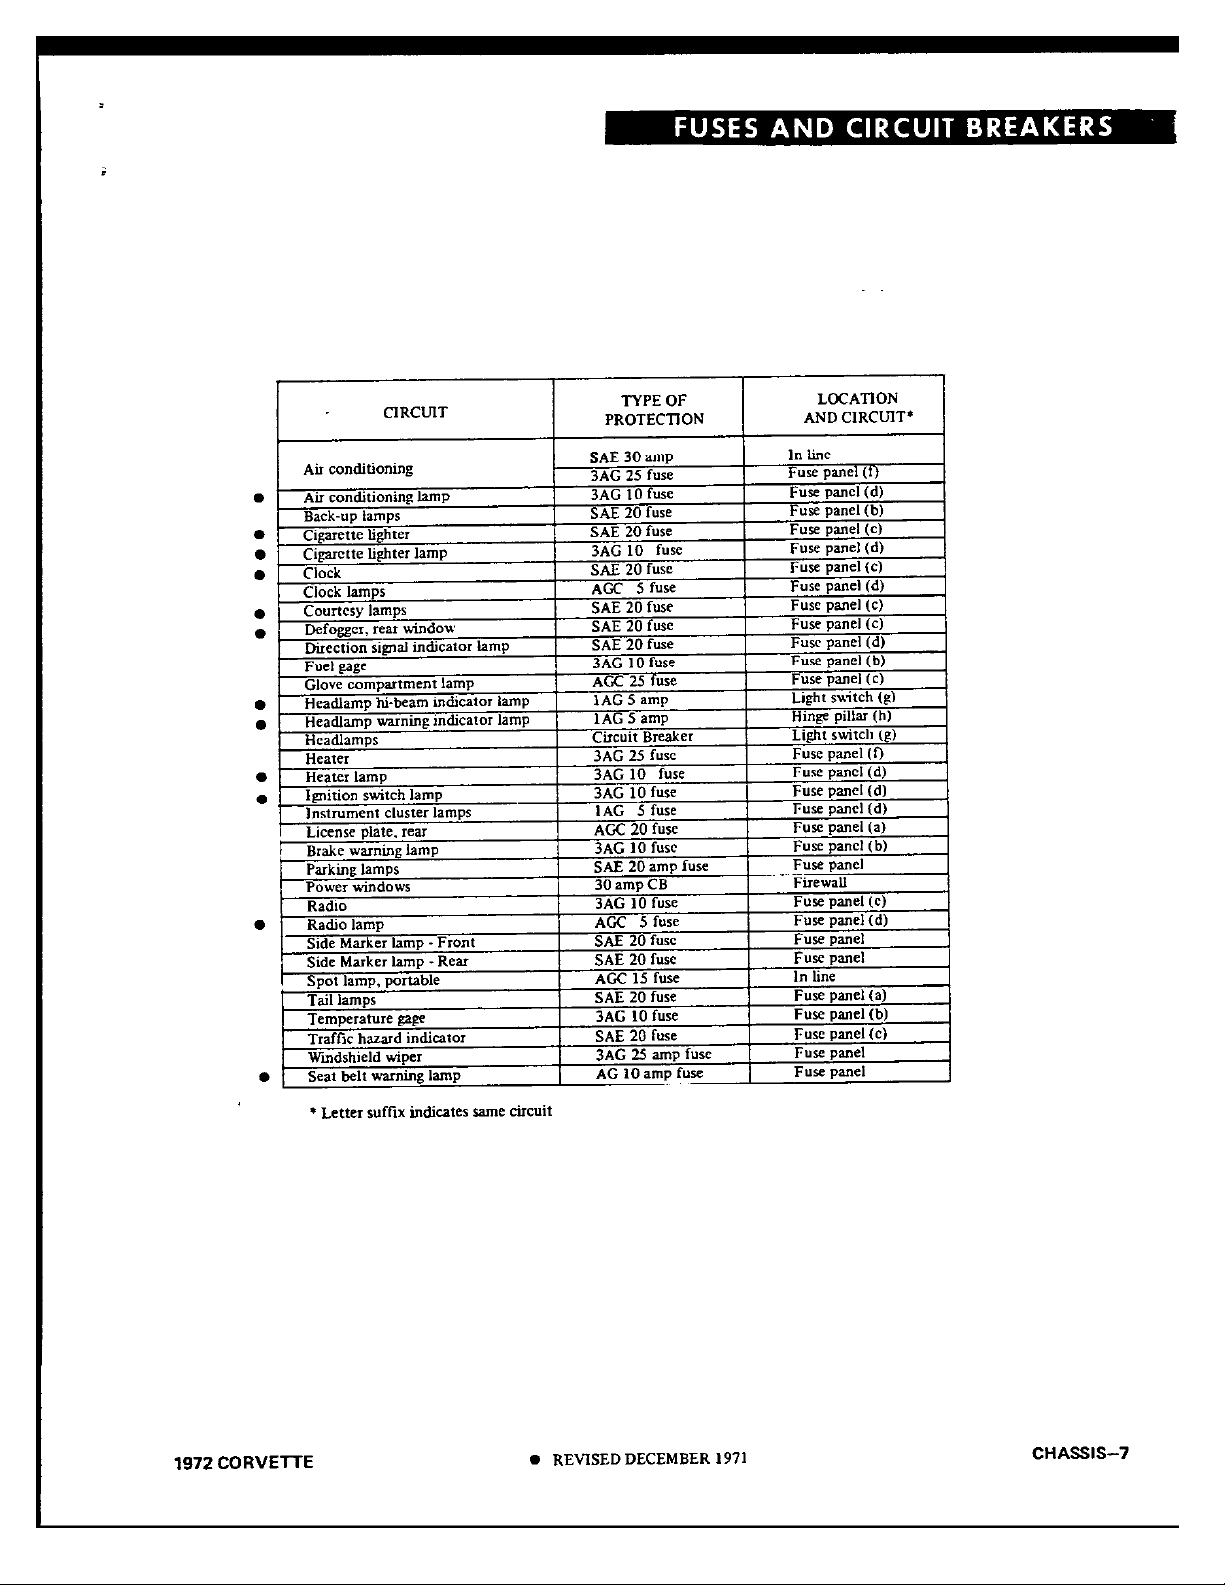 FUSES AND CIRCUIT BREAKERS
CIRCUIT TYPE OF PROTECTION LOCATION AND CIRCUIT*
Air conditioning SAE 30 amp In line
3AG 25 fuse Fuse panel (f)
● Air conditioning lamp 3AG 10 fuse Fuse panel (d)
Back-up lamps SAE 20 fuse Fuse panel (b)
● Cigarette lighter SAE 20 fuse Fuse panel (c)
● Cigarette lighter lamp 3AG 10 fuse Fuse panel (d)
● Clock SAE 20 fuse Fuse panel (c)
Clock lamps AGC 5 fuse Fuse panel (d)
● Courtesy lamps SAE 20 fuse Fuse panel (c)
● Defogger, rear window SAE 20 fuse Fuse panel (c)
Direction signal indicator lamp SAE 20 fuse Fuse panel (d)
Fuel gage 3AG 10 fuse Fuse panel (b)
Glove compartment lamp AGC 25 fuse Fuse panel (c)
● Headlamp hi-beam indicator lamp 1AG 5 amp Light switch (g)
● Headlamp warning indicator lamp 1AG 5 amp Hinge pillar (h)
Headlamps Circuit Breaker Light switch (g)
Heater 3AG 25 fuse Fuse panel (f)
● Heater lamp 3AG 10 fuse Fuse panel (d)
● Ignition switch lamp 3AG 10 fuse Fuse panel (d)
Instrument cluster lamps 1AG 5 fuse Fuse panel (d)
License plate, rear AGC 20 fuse Fuse panel (a)
Brake warning lamp 3AG 10 fuse Fuse panel (b)
Parking lamps SAE 20 amp fuse Fuse panel
Power windows 30 amp CB Firewall
Radio 3AG 10 fuse Fuse panel (c)
● Radio lamp AGC 5 fuse Fuse panel (d)
Side Marker lamp - Front SAE 20 fuse Fuse panel
Side Marker lamp - Rear SAE 20 fuse Fuse panel
Spot lamp, portable AGC 15 fuse In line
Tail lamps SAE 20 fuse Fuse panel (a)
Temperature gage 3AG 10 fuse Fuse panel (b)
Traffic hazard indicator SAE 20 fuse Fuse panel (c)
Windshield wiper 3AG 25 amp fuse Fuse panel
● Seat belt warning lamp AG 10 amp fuse Fuse panel
* Letter suffix indicates same circuit
1972 CORVETTE ● REVISED DECEMBER 1971 CHASSIS—7